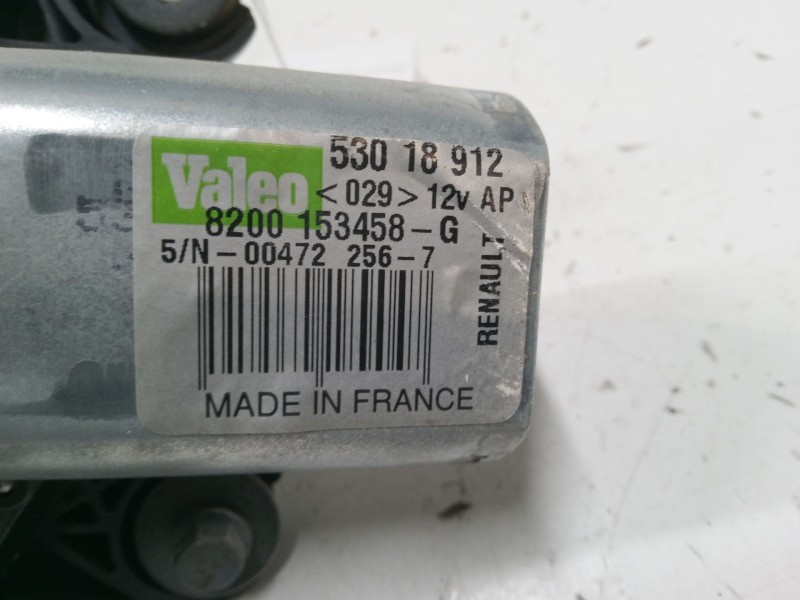 Valeo 530 18 912
<029> 12v AP
8200 153458-G
S/N-00472 256-7
RENAULT
MADE IN FRANCE